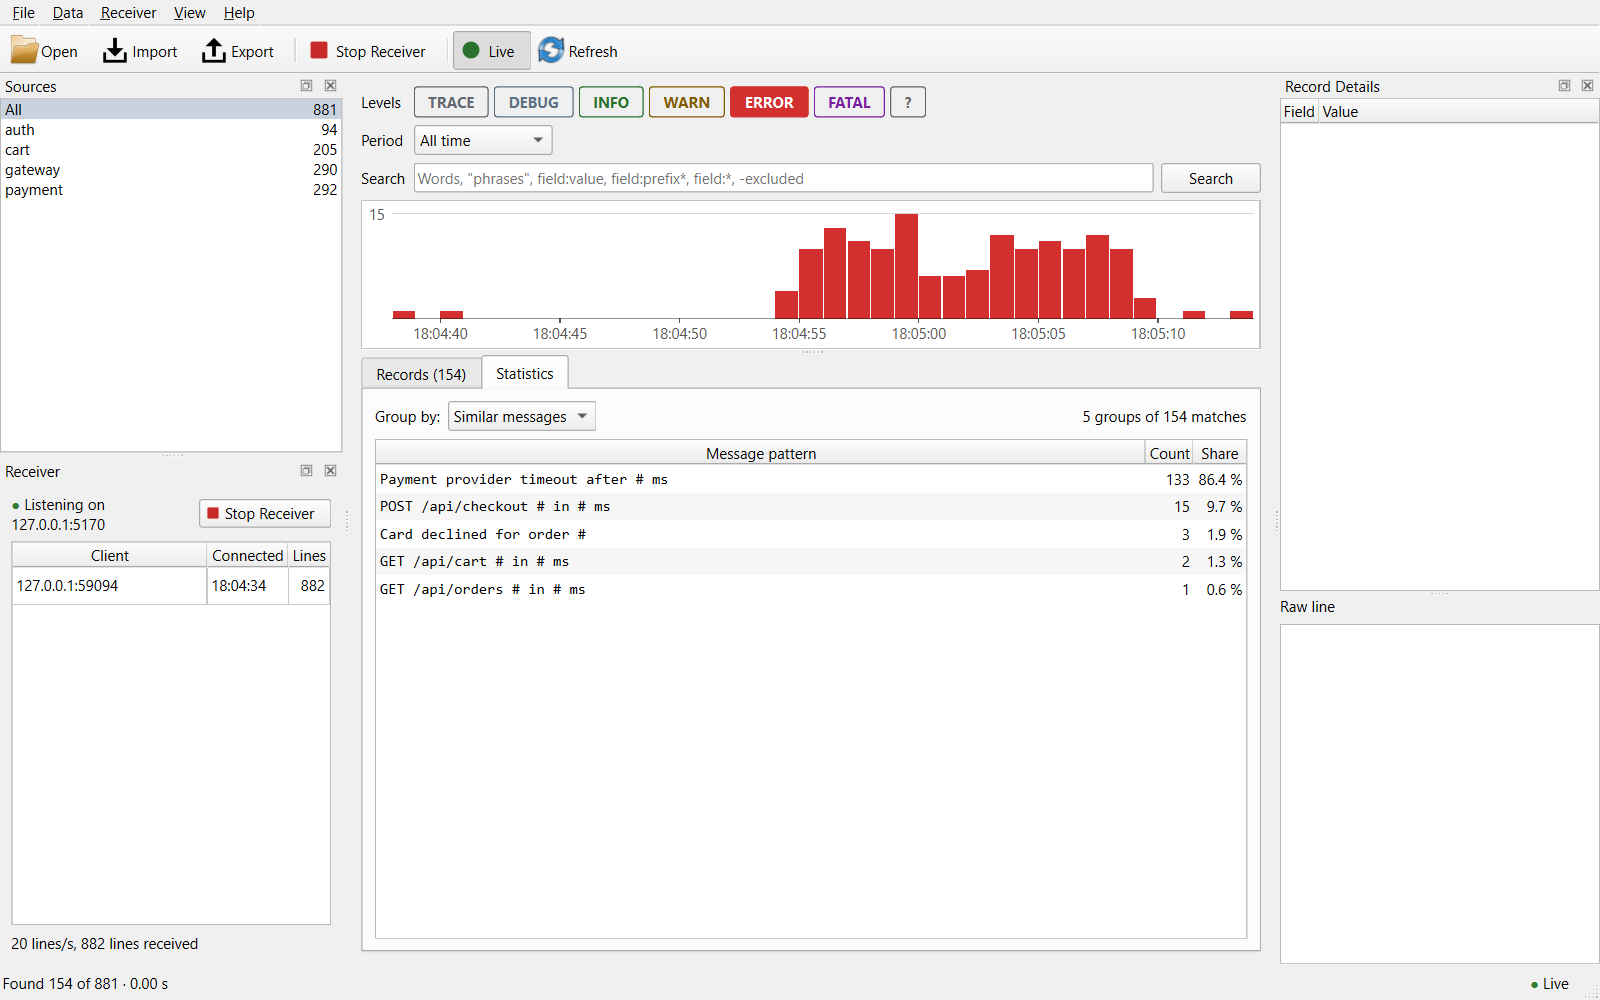 File Data Receiver View Help
Open Import Export Stop Receiver Live Refresh
Sources
All 881
auth 94
cart 205
gateway 290
payment 292
Receiver
Listening on
127.0.0.1:5170
Stop Receiver
Client Connected Lines
127.0.0.1:59094 18:04:34 882
20 lines/s, 882 lines received
Levels TRACE DEBUG INFO WARN ERROR FATAL ?
Period All time
Search Words, "phrases", field:value, field:prefix*, field:*, -excluded Search
15
18:04:40 18:04:45 18:04:50 18:04:55 18:05:00 18:05:05 18:05:10
Records (154) Statistics
Group by: Similar messages 5 groups of 154 matches
Message pattern Count Share
Payment provider timeout after # ms 133 86.4 %
POST /api/checkout # in # ms 15 9.7 %
Card declined for order # 3 1.9 %
GET /api/cart # in # ms 2 1.3 %
GET /api/orders # in # ms 1 0.6 %
Record Details
Field Value
Raw line
Found 154 of 881 · 0.00 s
Live